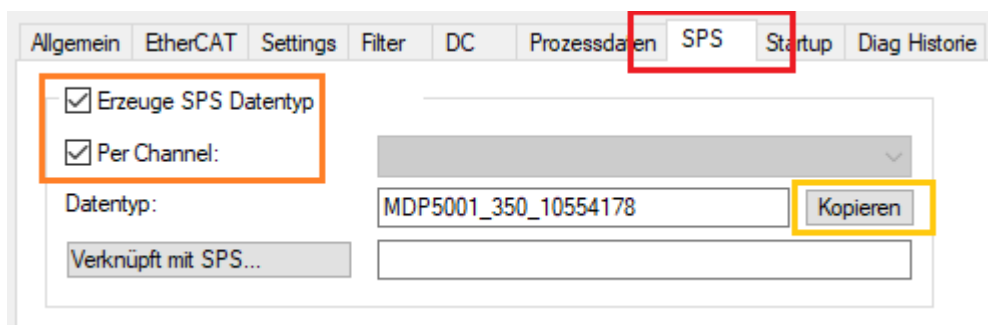 Allgemein EtherCAT Settings Filter DC Prozessdaten SPS Startup Diag Historie
Erzeuge SPS Datentyp
Per Channel:
Datentyp: MDP5001_350_10554178 Kopieren
Verknüpft mit SPS...